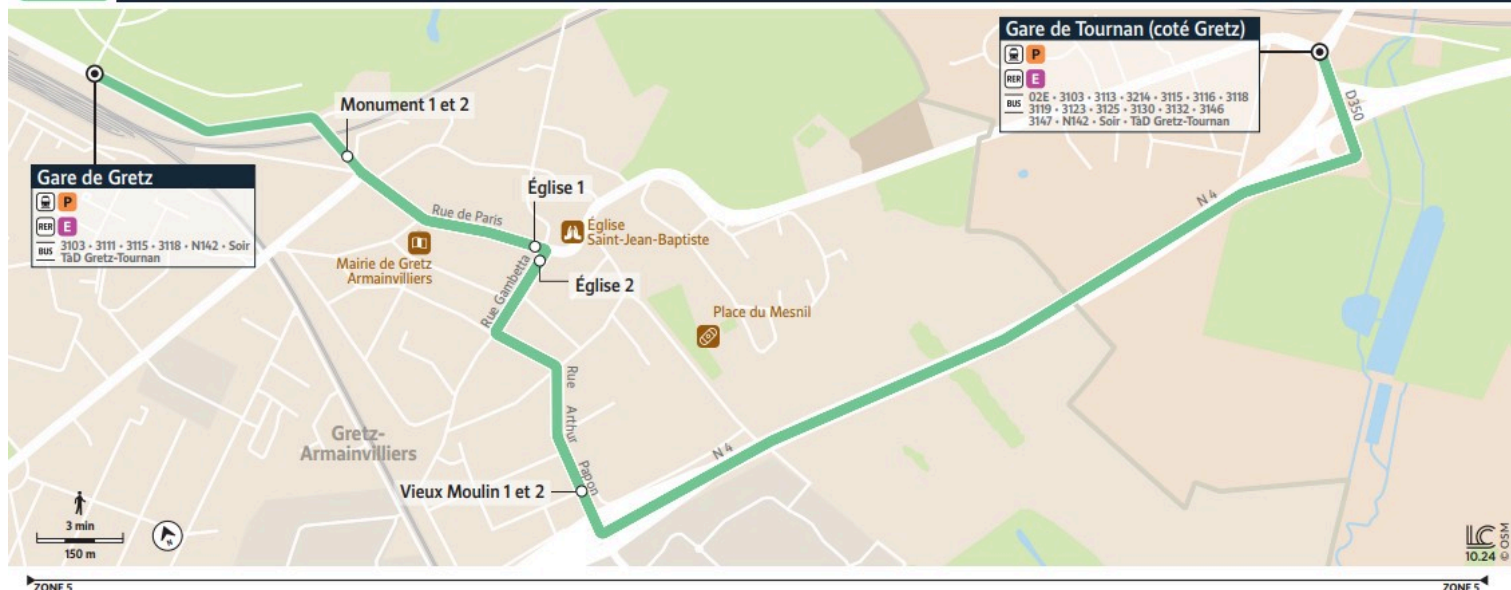 Gare de Tournan (coté Gretz)
P
RER E
BUS 02E • 3103 • 3113 • 3214 • 3115 • 3116 • 3118
3119 • 3123 • 3125 • 3130 • 3132 • 3146
3147 • N142 • Soir • TàD Gretz-Tournan
D350
Monument 1 et 2
Gare de Gretz
P
RER E
BUS 3103 • 3111 • 3115 • 3118 • N142 • Soir
TàD Gretz-Tournan
Église 1
Rue de Paris
Église
Saint-Jean-Baptiste
Mairie de Gretz
Armainvilliers
Rue Gambetta
Église 2
Place du Mesnil
N 4
Rue Arthur Papon
Gretz-
Armainvilliers
N 4
Vieux Moulin 1 et 2
3 min
150 m
N
LC
10.24 © OSM
ZONE 5
ZONE 5